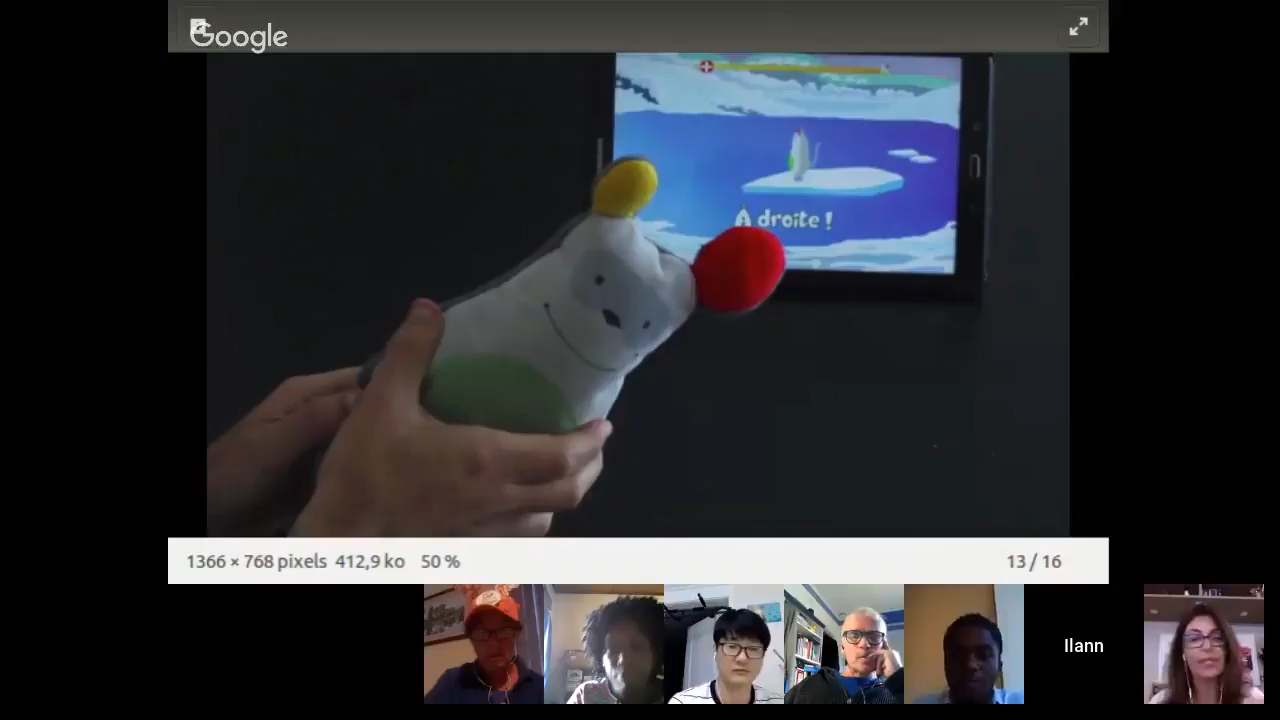 Google
À droite !
1366 × 768 pixels 412,9 ko 50 %
13 / 16
Ilann